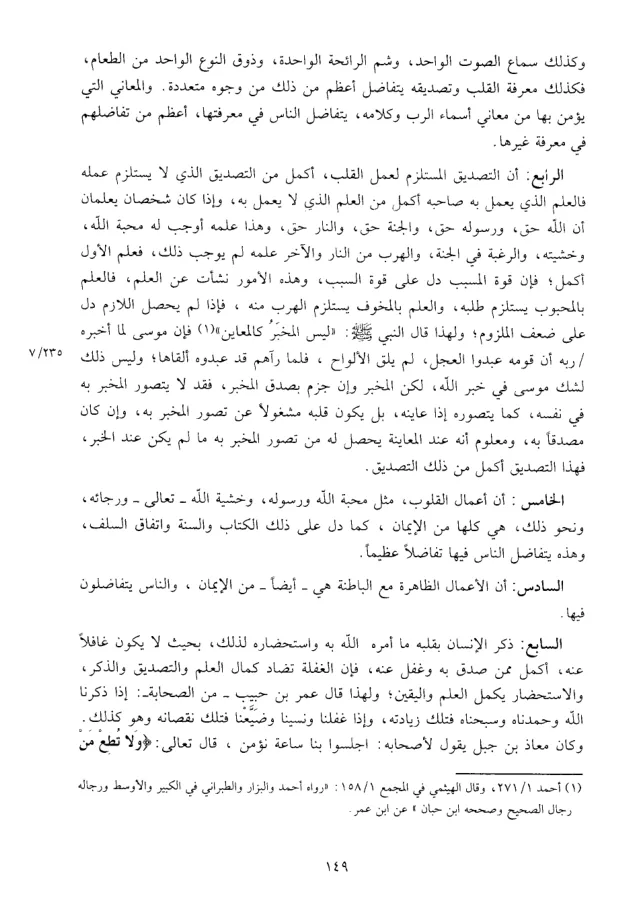 وكذلك سماع الصوت الواحد، وشم الرائحة الواحدة، وذوق النوع الواحد من الطعام،
فكذلك معرفة القلب وتصديقه يتفاضل أعظم من ذلك من وجوه متعددة. والمعاني التي
يؤمن بها من معاني أسماء الرب وكلامه، يتفاضل الناس في معرفتها، أعظم من تفاضلهم
في معرفة غيرها.
الرابع: أن التصديق المستلزم لعمل القلب، أكمل من التصديق الذي لا يستلزم عمله
فالعلم الذي يعمل به صاحبه أكمل من العلم الذي لا يعمل به، وإذا كان شخصان يعلمان
أن اللّه حق، ورسوله حق، والجنة حق، والنار حق، وهذا علمه أوجب له محبة اللّه،
وخشيته، والرغبة في الجنة، والهرب من النار والآخر علمه لم يوجب ذلك، فعلم الأول
أكمل؛ فإن قوة المسبب دل على قوة السبب، وهذه الأمور نشأت عن العلم، فالعلم
بالمحبوب يستلزم طلبه، والعلم بالمخوف يستلزم الهرب منه ، فإذا لم يحصل اللازم دل
على ضعف الملزوم؛ ولهذا قال النبي ﷺ: «ليس المخبَرُ كالمعاين»(١) فإن موسى لما أخبره
/ ربه أن قومه عبدوا العجل، لم يلق الألواح ، فلما رآهم قد عبدوه ألقاها؛ وليس ذلك
٧/٢٣٥
لشك موسى في خبر اللّه، لكن المخبر وإن جزم بصدق المخبر، فقد لا يتصور المخبر به
في نفسه، كما يتصوره إذا عاينه، بل يكون قلبه مشغولاً عن تصور المخبر به، وإن كان
مصدقاً به، ومعلوم أنه عند المعاينة يحصل له من تصور المخبر به ما لم يكن عند الخبر،
فهذا التصديق أكمل من ذلك التصديق.
الخامس : أن أعمال القلوب، مثل محبة اللّه ورسوله، وخشية اللّه ـ تعالى ـ ورجائه،
ونحو ذلك، هي كلها من الإيمان ، كما دل على ذلك الكتاب والسنة واتفاق السلف،
وهذه يتفاضل الناس فيها تفاضلاً عظيماً.
السادس: أن الأعمال الظاهرة مع الباطنة هي ـ أيضاً ـ من الإيمان ، والناس يتفاضلون
فيها.
السابع: ذكر الإنسان بقلبه ما أمره اللّه به واستحضاره لذلك، بحيث لا يكون غافلاً
عنه، أكمل ممن صدق به وغفل عنه، فإن الغفلة تضاد كمال العلم والتصديق والذكر،
والاستحضار يكمل العلم واليقين؛ ولهذا قال عمر بن حبيب ـ من الصحابةـ: إذا ذكرنا
اللّه وحمدناه وسبحناه فتلك زيادته، وإذا غفلنا ونسينا وضَيَّعْنا فتلك نقصانه وهو كذلك.
وكان معاذ بن جبل يقول لأصحابه: اجلسوا بنا ساعة نؤمن ، قال تعالى: ﴿وَلا تُطِعْ مَنْ
(١) أحمد ٢٧١/١، وقال الهيثمي في المجمع ١٥٨/١: «رواه أحمد والبزار والطبراني في الكبير والأوسط ورجاله
رجال الصحيح وصححه ابن حبان » عن ابن عمر.
١٤٩